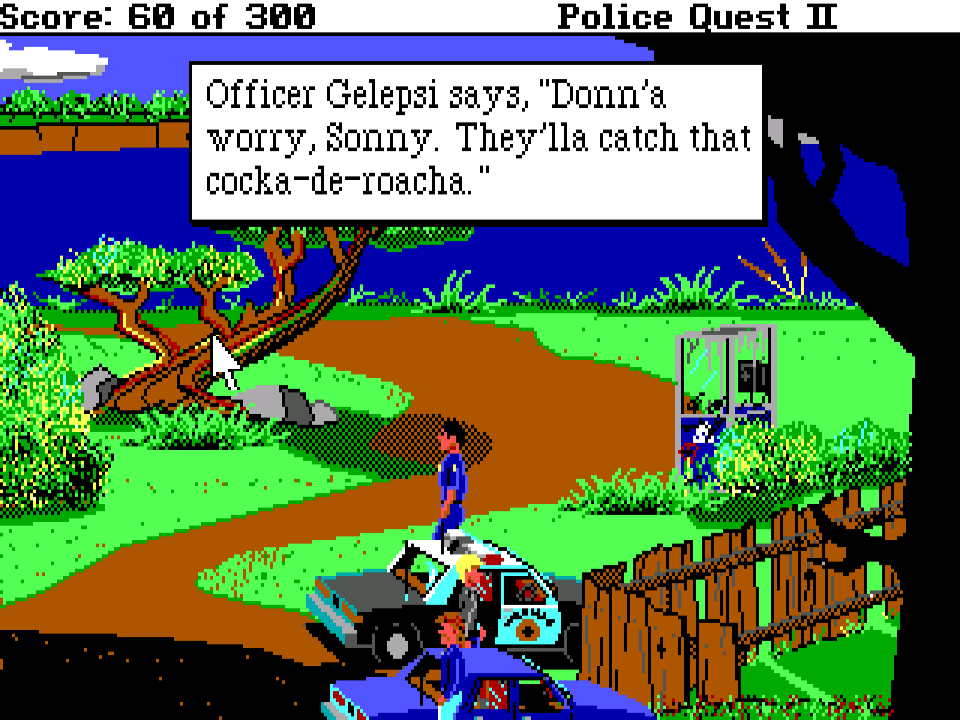 Score: 60 of 300 Police Quest II
Officer Gelepsi says, "Donn'a
worry, Sonny. They'lla catch that
cocka-de-roacha."